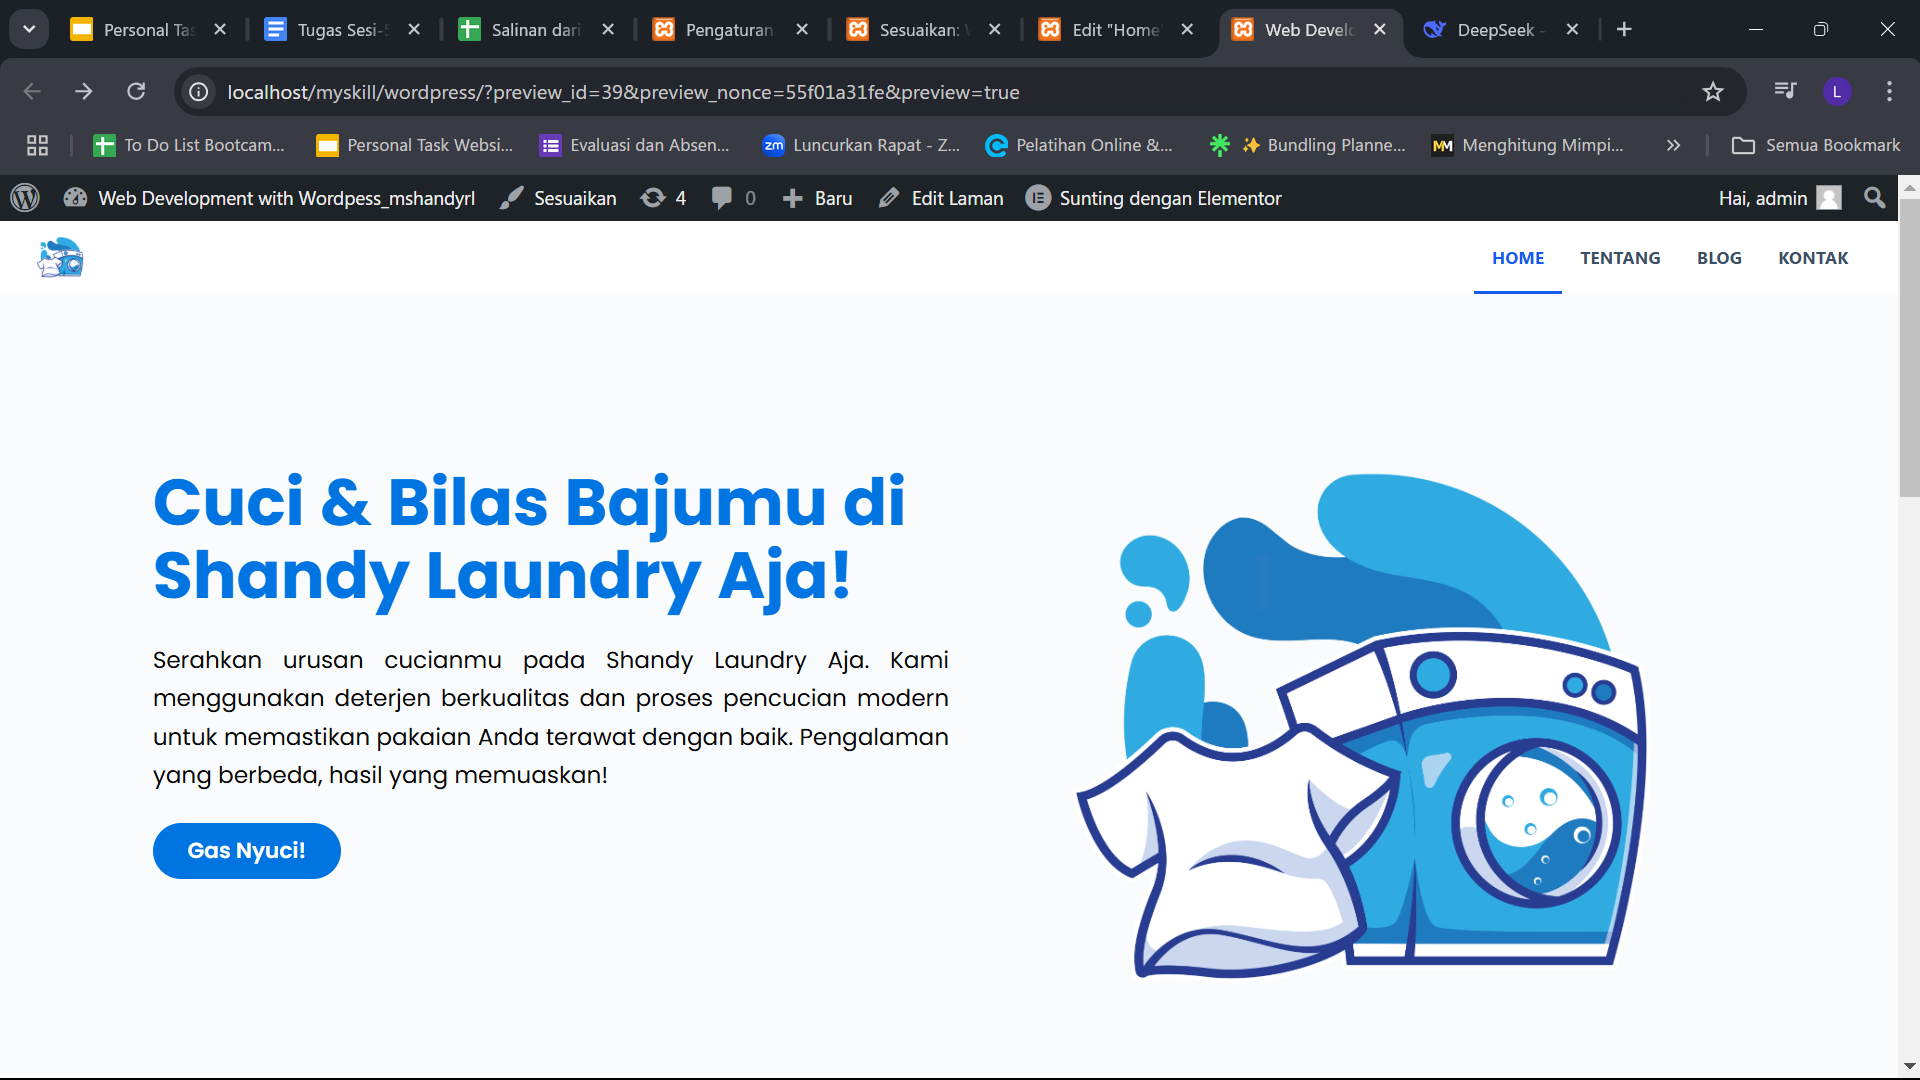 Personal Tas
Tugas Sesi-5
Salinan dari
Pengaturan
Sesuaikan: W
Edit "Home"
Web Develo
DeepSeek -
localhost/myskill/wordpress/?preview_id=39&preview_nonce=55f01a31fe&preview=true
L
To Do List Bootcam...
Personal Task Websi...
Evaluasi dan Absen...
zm
Luncurkan Rapat - Z...
Pelatihan Online &...
✨ Bundling Planne...
MM
Menghitung Mimpi...
Semua Bookmark
Web Development with Wordpess_mshandyrl
Sesuaikan
4
0
Baru
Edit Laman
Sunting dengan Elementor
Hai, admin
HOME
TENTANG
BLOG
KONTAK
Cuci & Bilas Bajumu di
Shandy Laundry Aja!
Serahkan urusan cucianmu pada Shandy Laundry Aja. Kami
menggunakan deterjen berkualitas dan proses pencucian modern
untuk memastikan pakaian Anda terawat dengan baik. Pengalaman
yang berbeda, hasil yang memuaskan!
Gas Nyuci!